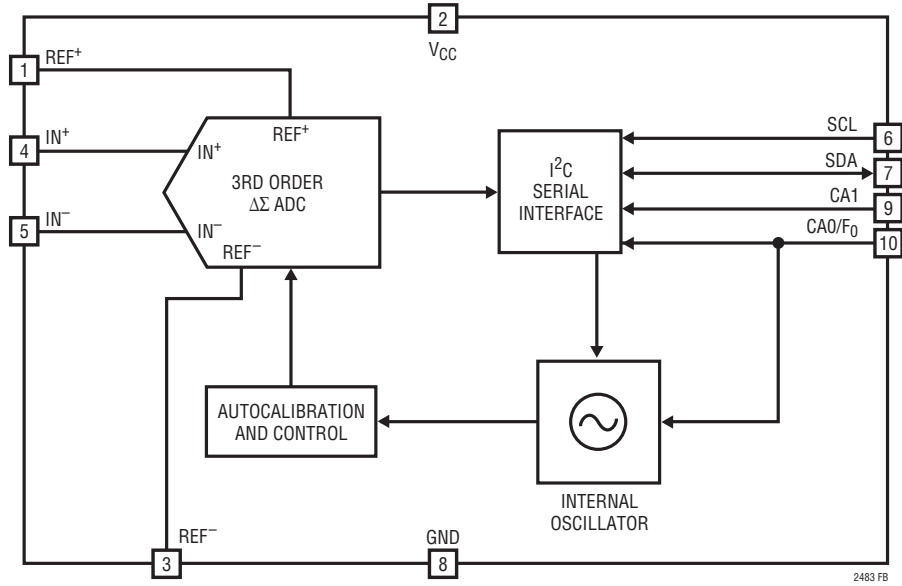 2
V_CC
1
REF⁺
4
IN⁺
5
IN⁻
REF⁺
IN⁺
3RD ORDER
ΔΣ ADC
IN⁻
REF⁻
I²C
SERIAL
INTERFACE
SCL
6
SDA
7
CA1
9
CA0/F₀
10
AUTOCALIBRATION
AND CONTROL
INTERNAL
OSCILLATOR
REF⁻
3
GND
8
2483 FB